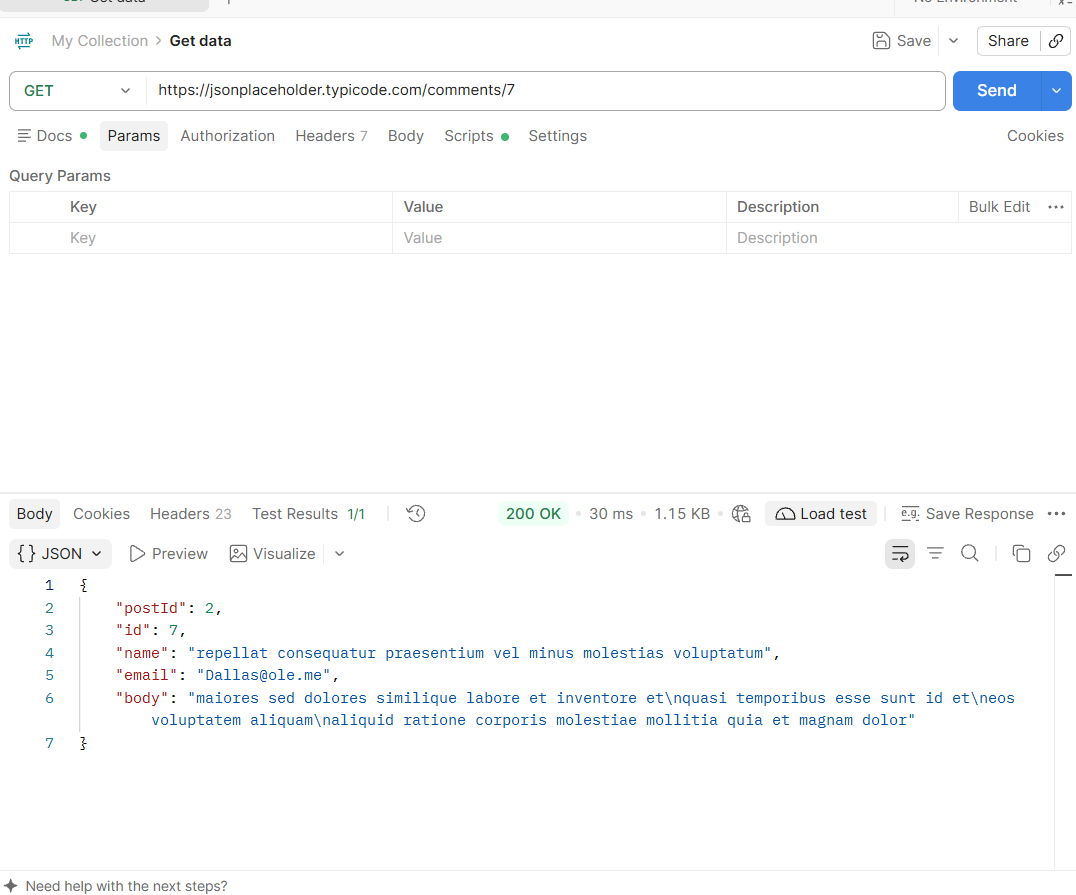 Get data
No Environment
HTTP My Collection > Get data Save Share
GET https://jsonplaceholder.typicode.com/comments/7 Send
Docs Params Authorization Headers 7 Body Scripts Settings Cookies
Query Params
Key Value Description Bulk Edit
Key Value Description
Body Cookies Headers 23 Test Results 1/1 200 OK 30 ms 1.15 KB Load test e.g. Save Response
{} JSON Preview Visualize
1 {
2 "postId": 2,
3 "id": 7,
4 "name": "repellat consequatur praesentium vel minus molestias voluptatum",
5 "email": "Dallas@ole.me",
6 "body": "maiores sed dolores similique labore et inventore et\nquasi temporibus esse sunt id et\neos
voluptatem aliquam\naliquid ratione corporis molestiae mollitia quia et magnam dolor"
7 }
Need help with the next steps?